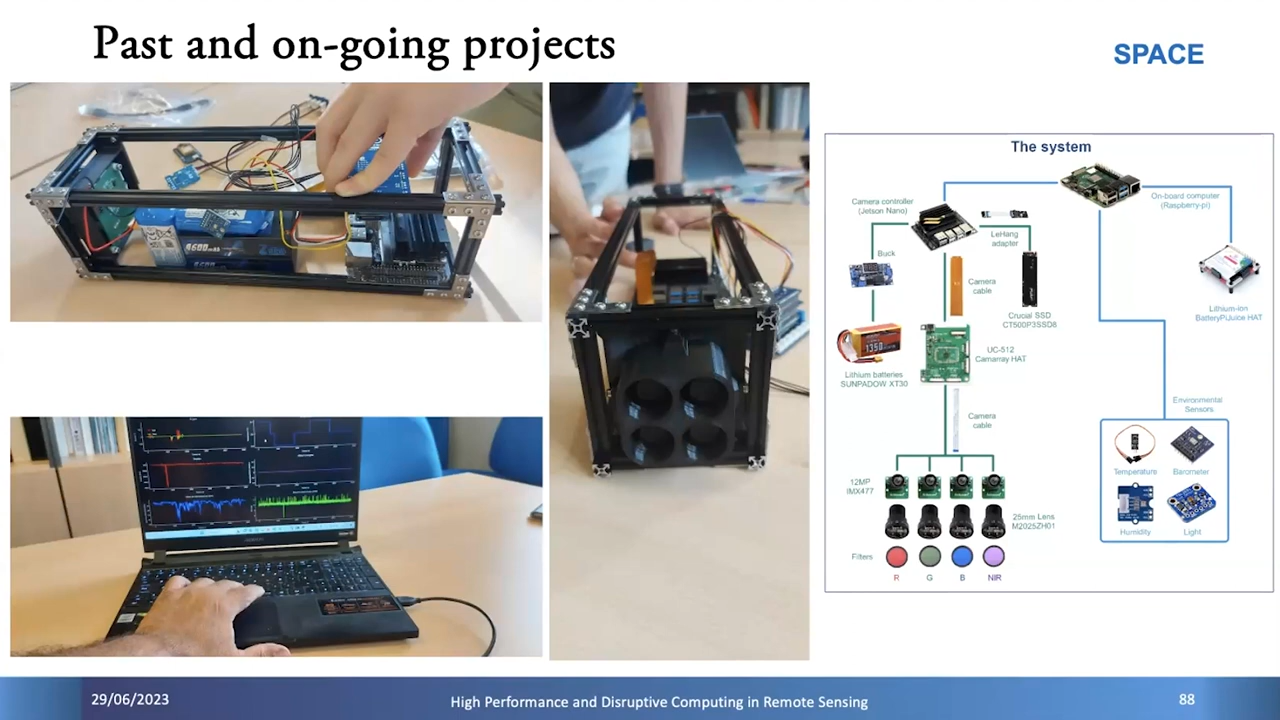 Past and on-going projects
SPACE
4600mAh
The system
Camera controller
(Jetson Nano)
LeHang
adapter
On-board computer
(Raspberry-pi)
Buck
Camera
cable
Crucial SSD
CT500P3SSD8
Lithium-ion
BatteryPiJuice HAT
1350
UC-512
Camarray HAT
Lithium batteries
SUNPADOW XT30
Camera
cable
Environmental
Sensors
Temperature
Barometer
12MP
IMX477
25mm Lens
M2025ZH01
Humidity
Light
Filters
R
G
B
NIR
29/06/2023
High Performance and Disruptive Computing in Remote Sensing
88